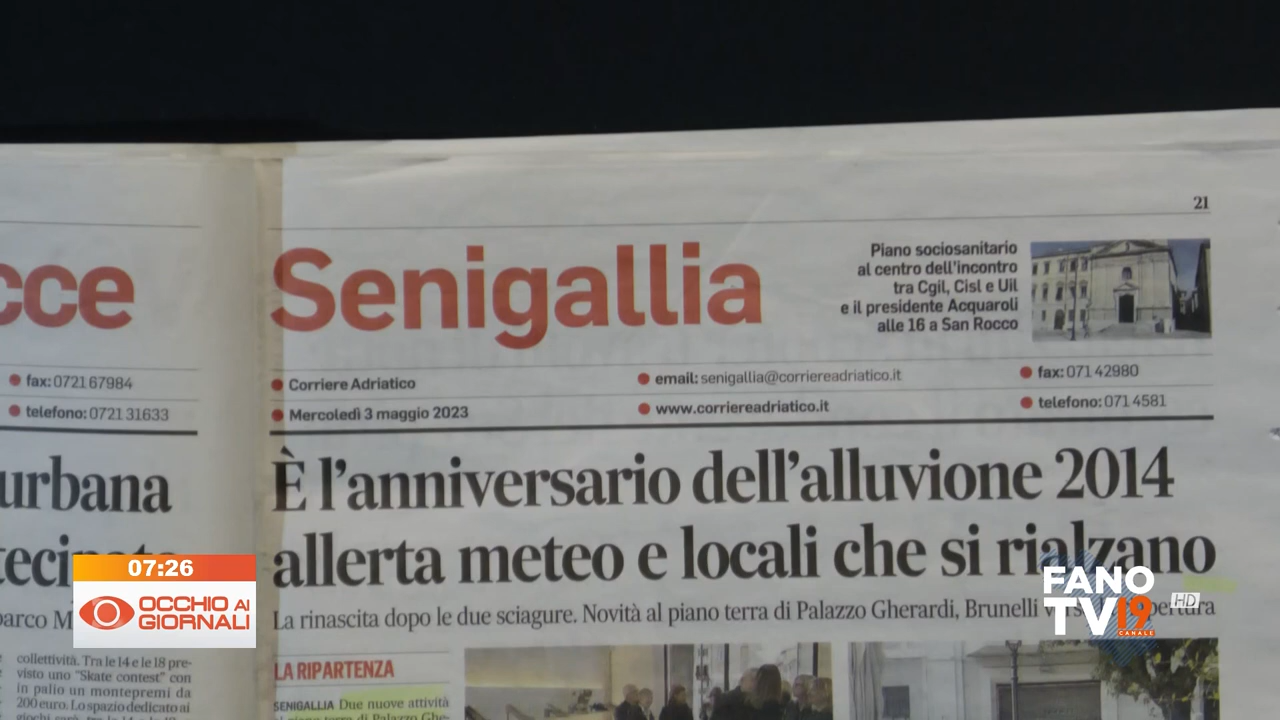 21
cce
Senigallia
Piano sociosanitario
al centro dell'incontro
tra Cgil, Cisl e Uil
e il presidente Acquaroli
alle 16 a San Rocco
fax: 0721 67984
telefono: 0721 31633
Corriere Adriatico
Mercoledì 3 maggio 2023
email: senigallia@corriereadriatico.it
www.corriereadriatico.it
fax: 071 42980
telefono: 071 4581
urbana
È l'anniversario dell'alluvione 2014
allerta meteo e locali che si rialzano
La rinascita dopo le due sciagure. Novità al piano terra di Palazzo Gherardi, Brunelli
parco M
collettività. Tra le 14 e le 18 pre-
visto uno "Skate contest" con
in palio un montepremi da
200 euro. Lo spazio dedicato ai
LA RIPARTENZA
SENIGALLIA Due nuove attività
piano terra di Palazzo Ghe-
07:26
OCCHIO AI
GIORNALI
FANO
TV19
CANALE
HD